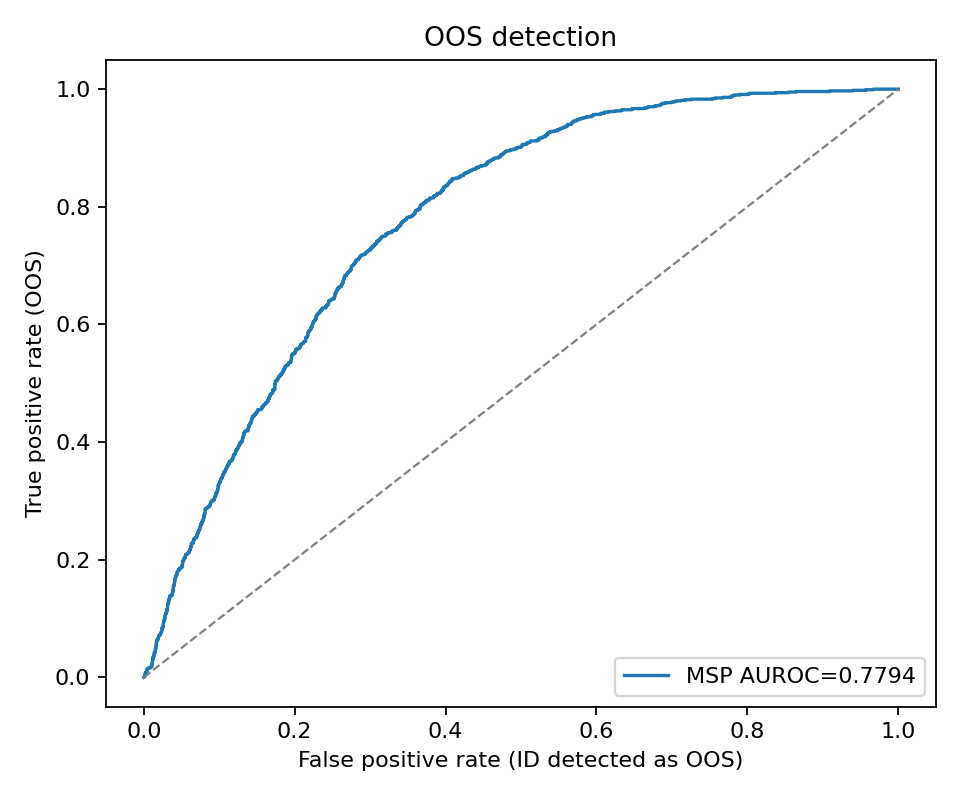 OOS detection
1.0
0.8
0.6
0.4
0.2
0.0
True positive rate (OOS)
MSP AUROC=0.7794
0.0 0.2 0.4 0.6 0.8 1.0
False positive rate (ID detected as OOS)